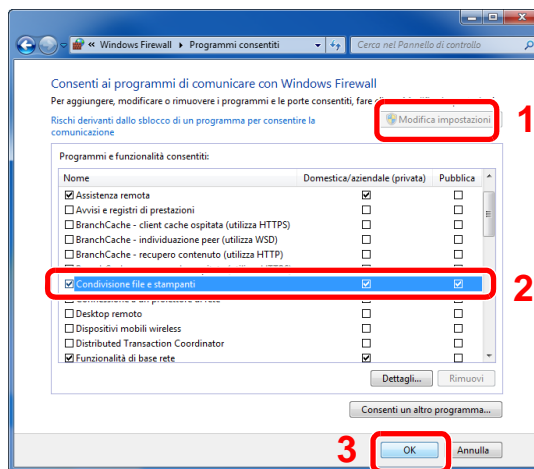 « Windows Firewall ▸ Programmi consentiti
Cerca nel Pannello di controllo
Consenti ai programmi di comunicare con Windows Firewall
Per aggiungere, modificare o rimuovere i programmi e le porte consentiti, fare
Rischi derivanti dallo sblocco di un programma per consentire la
comunicazione
Modifica impostazioni
1
Programmi e funzionalità consentiti:
Nome Domestica/aziendale (privata) Pubblica
Assistenza remota
Avvisi e registri di prestazioni
BranchCache - client cache ospitata (utilizza HTTPS)
BranchCache - individuazione peer (utilizza WSD)
BranchCache - recupero contenuto (utilizza HTTP)
Condivisione file e stampanti
2
Desktop remoto
Dispositivi mobili wireless
Distributed Transaction Coordinator
Funzionalità di base rete
Dettagli... Rimuovi
Consenti un altro programma...
3
OK Annulla